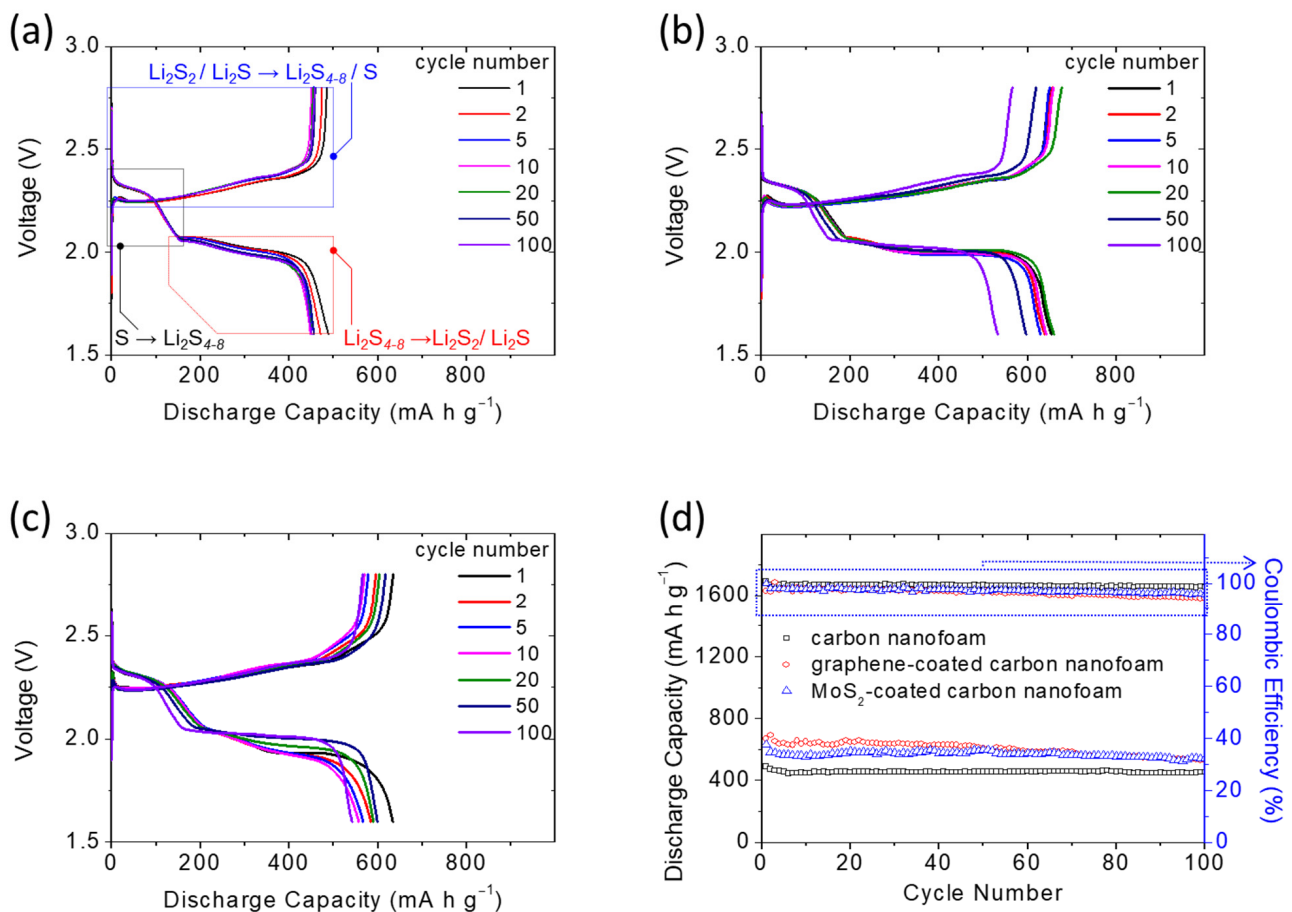 (a)
3.0
2.5
2.0
1.5
Voltage (V)
Li₂S₂ / Li₂S → Li₂S₄₋₈ / S
S → Li₂S₄₋₈
Li₂S₄₋₈ →Li₂S₂/ Li₂S
cycle number
1
2
5
10
20
50
100
0 200 400 600 800
Discharge Capacity (mA h g⁻¹)
(b)
3.0
2.5
2.0
1.5
Voltage (V)
cycle number
1
2
5
10
20
50
100
0 200 400 600 800
Discharge Capacity (mA h g⁻¹)
(c)
3.0
2.5
2.0
1.5
Voltage (V)
cycle number
1
2
5
10
20
50
100
0 200 400 600 800
Discharge Capacity (mA h g⁻¹)
(d)
1600
1200
800
400
0
Discharge Capacity (mA h g⁻¹)
carbon nanofoam
graphene-coated carbon nanofoam
MoS₂-coated carbon nanofoam
100
80
60
40
20
0
Coulombic Efficiency (%)
0 20 40 60 80 100
Cycle Number